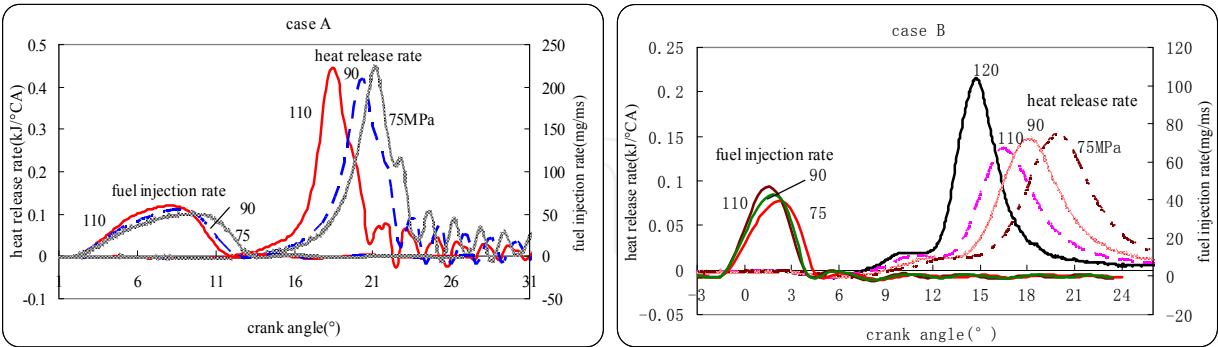 case A
heat release rate(kJ/°CA)
fuel injection rate(mg/ms)
0.5
0.4
0.3
0.2
0.1
0
-0.1
250
200
150
100
50
0
-50
heat release rate
90
110
75MPa
fuel injection rate
110
90
75
1 6 11 16 21 26 31
crank angle(°)
case B
heat release rate(kJ/°CA)
fuel injection rate(mg/ms)
0.25
0.2
0.15
0.1
0.05
0
-0.05
120
100
80
60
40
20
0
-20
120
heat release rate
110
90
75MPa
fuel injection rate
90
110
75
-3 0 3 6 9 12 15 18 21 24
crank angle(°)